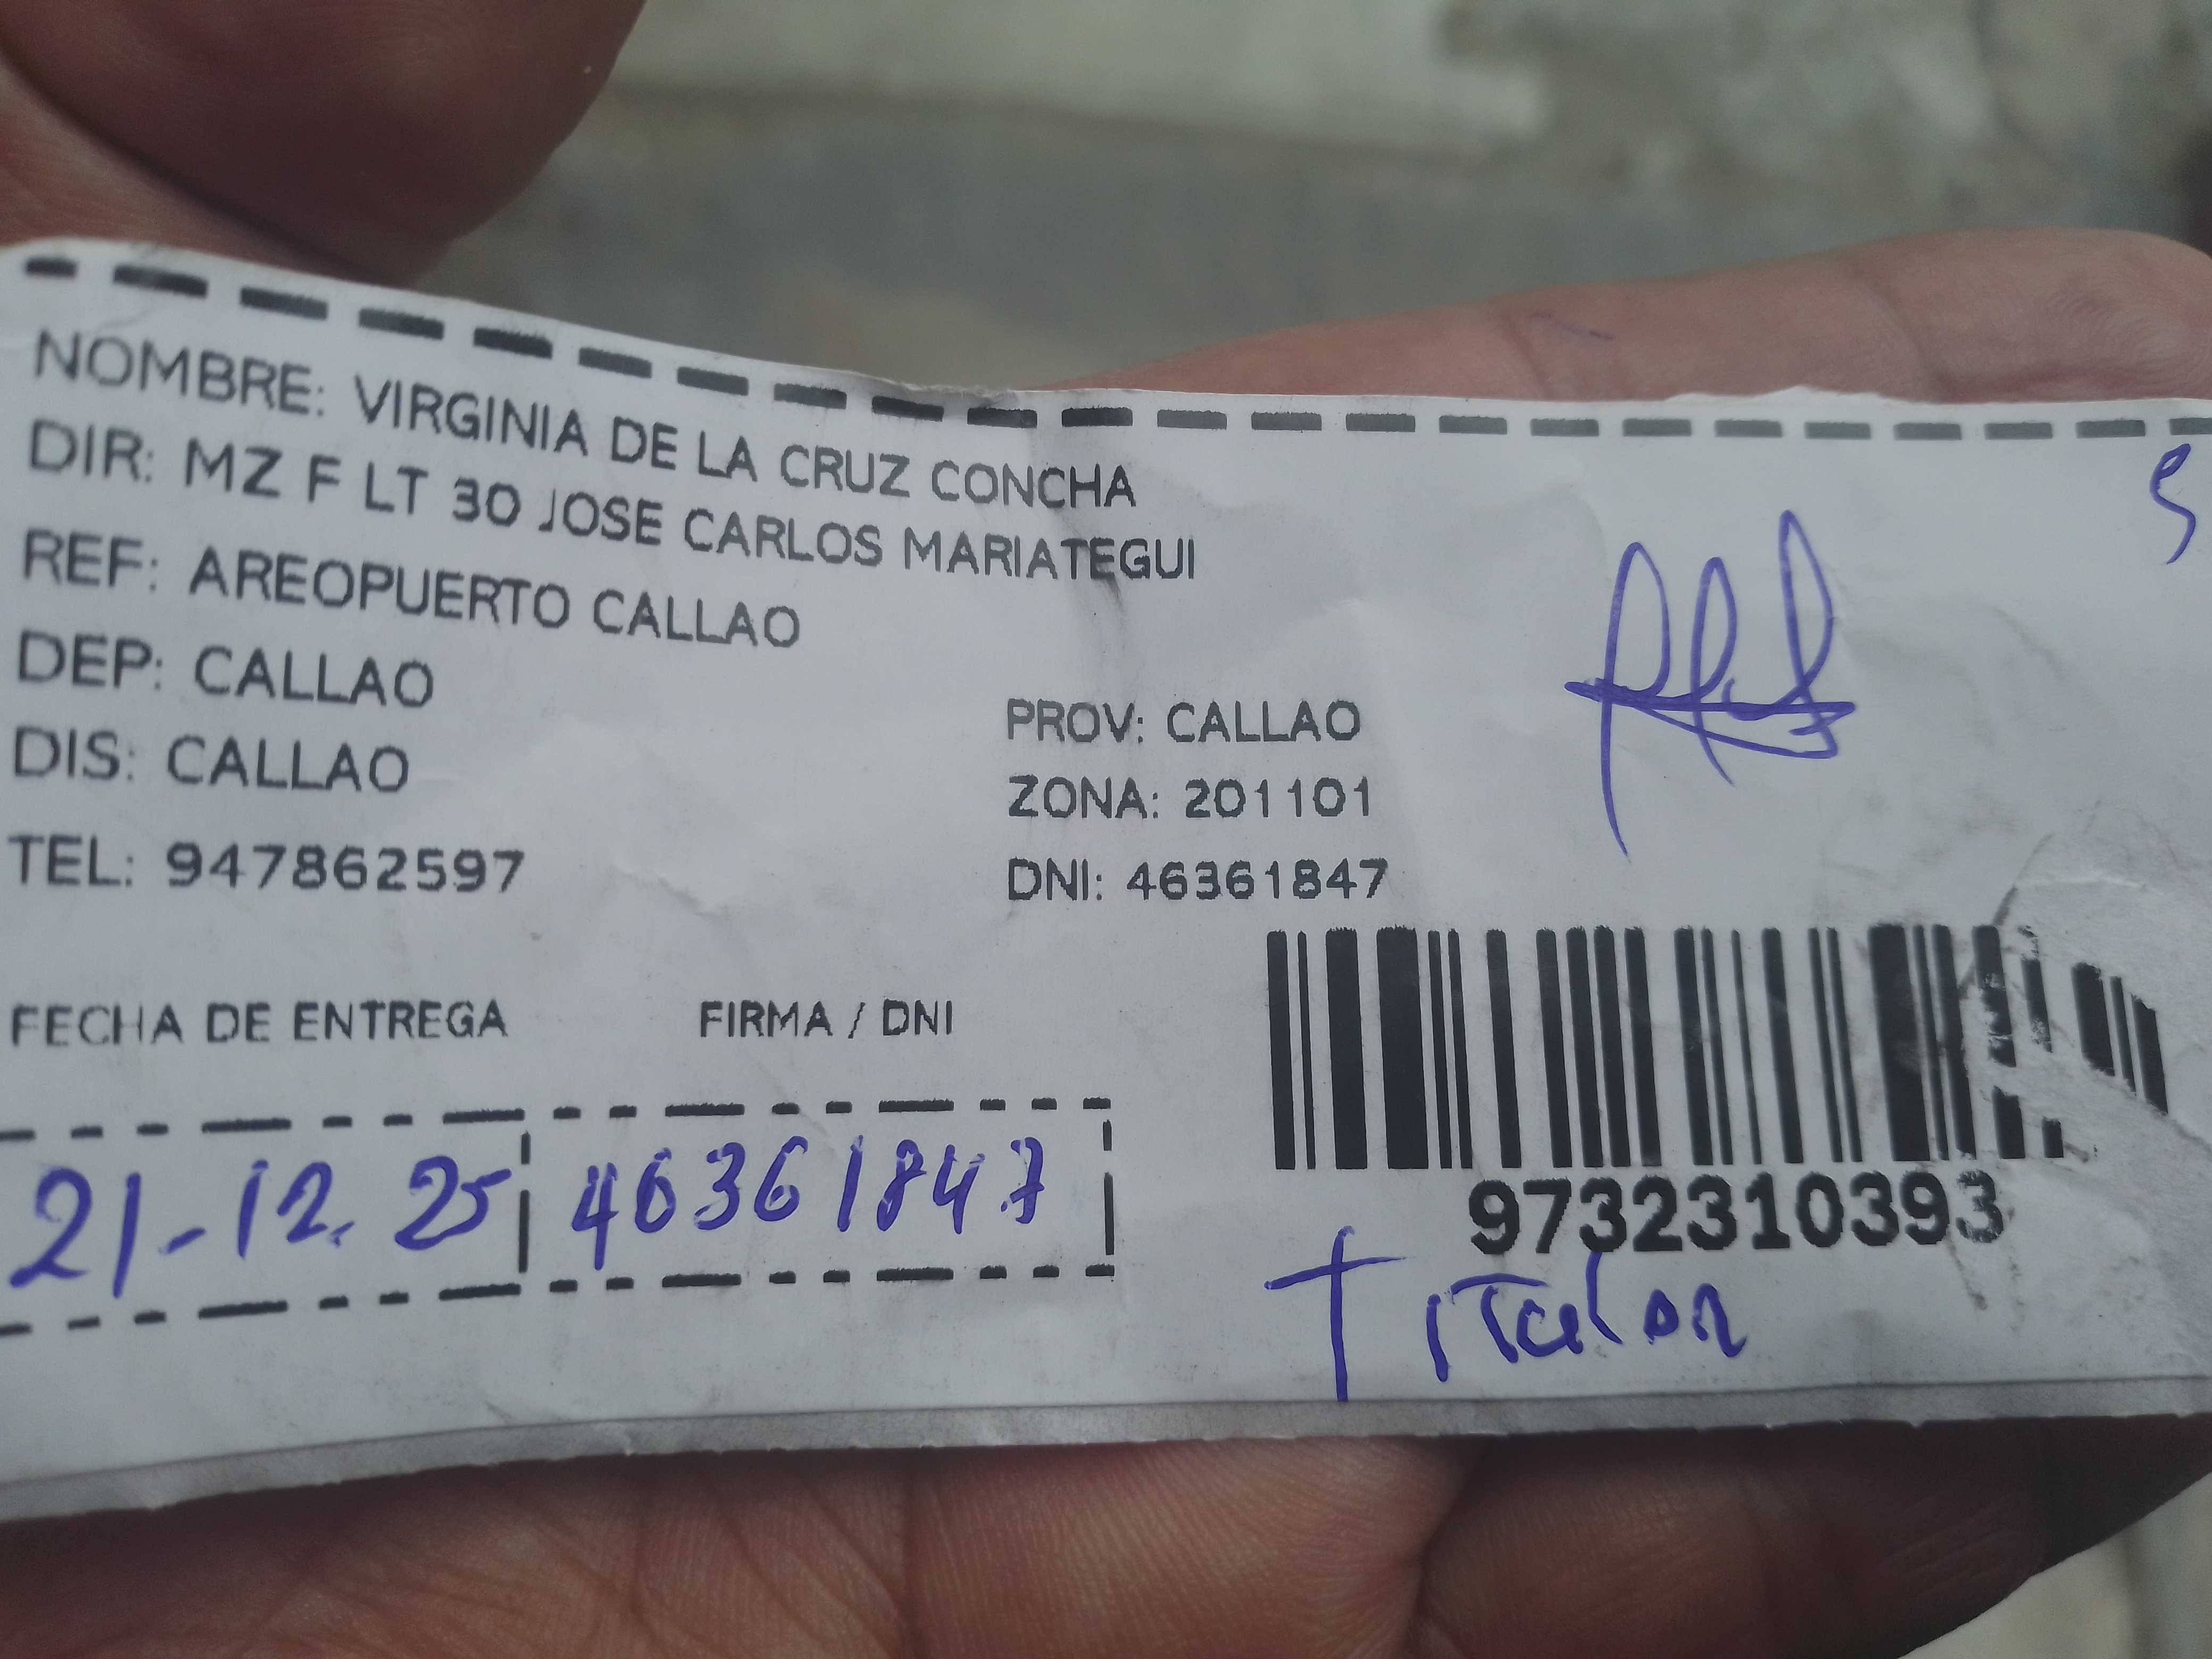 NOMBRE: VIRGINIA DE LA CRUZ CONCHA
DIR: MZ F LT 30 JOSE CARLOS MARIATEGUI
REF: AREOPUERTO CALLAO
DEP: CALLAO
PROV: CALLAO
DIS: CALLAO
ZONA: 201101
TEL: 947862597
DNI: 46361847
FECHA DE ENTREGA
FIRMA / DNI
21-12.25
46361847
9732310393
Titular